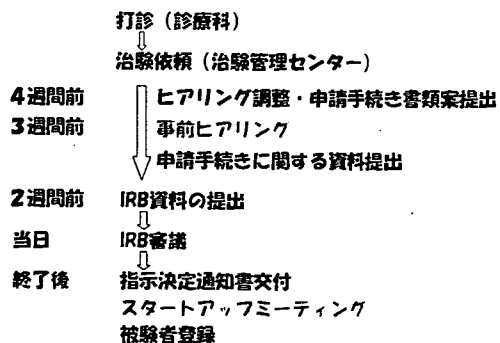 打診（診療科）
治験依頼（治験管理センター）
4週間前 ヒアリング調整・申請手続き書類案提出
3週間前 事前ヒアリング
申請手続きに関する資料提出
2週間前 IRB資料の提出
当日 IRB審議
終了後 指示決定通知書交付
スタートアップミーティング
被験者登録